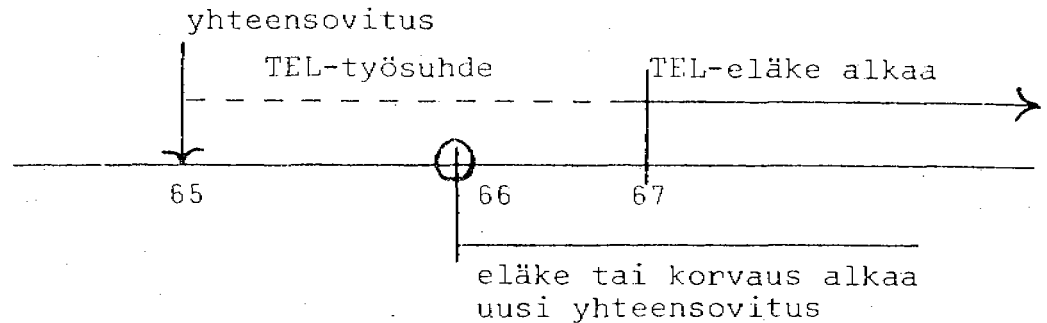 yhteensovitus
TEL-työsuhde
TEL-eläke alkaa
65
66
67
eläke tai korvaus alkaa
uusi yhteensovitus